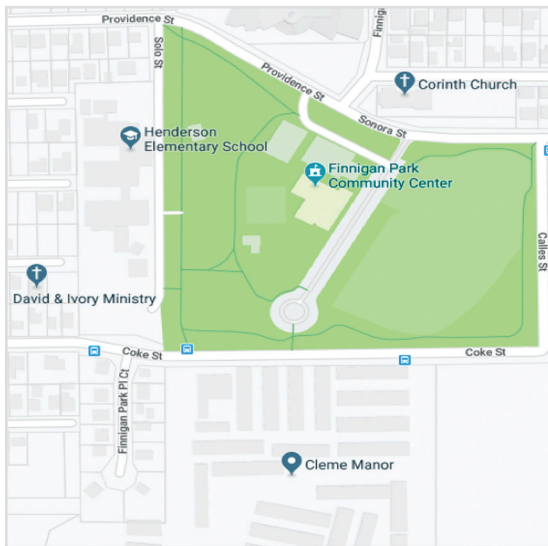 Providence St
Finnigan
Solo St
Providence St
Corinth Church
Sonora St
Henderson
Elementary School
Finnigan Park
Community Center
Calles St
David & Ivory Ministry
Coke St
Coke St
Finnigan Park Pl Ct
Cleme Manor